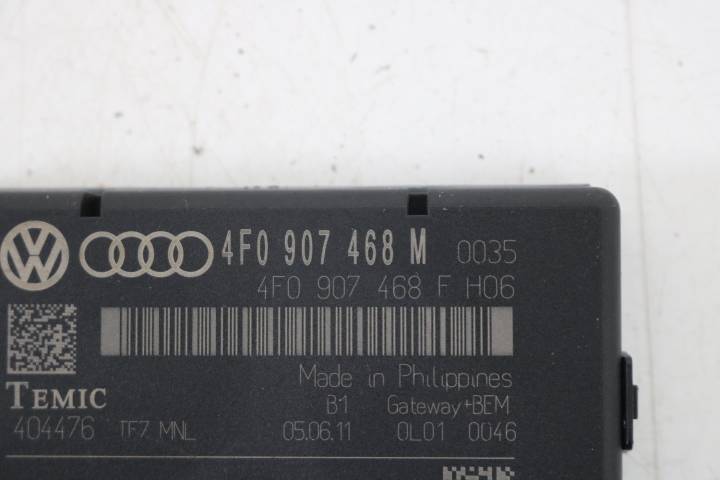 4F0 907 468 M 0035
4F0 907 468 F H06
Made in Philippines
TEMIC B1 Gateway+BEM
404476 TE7 MNL 05.06.11 0L01 0046